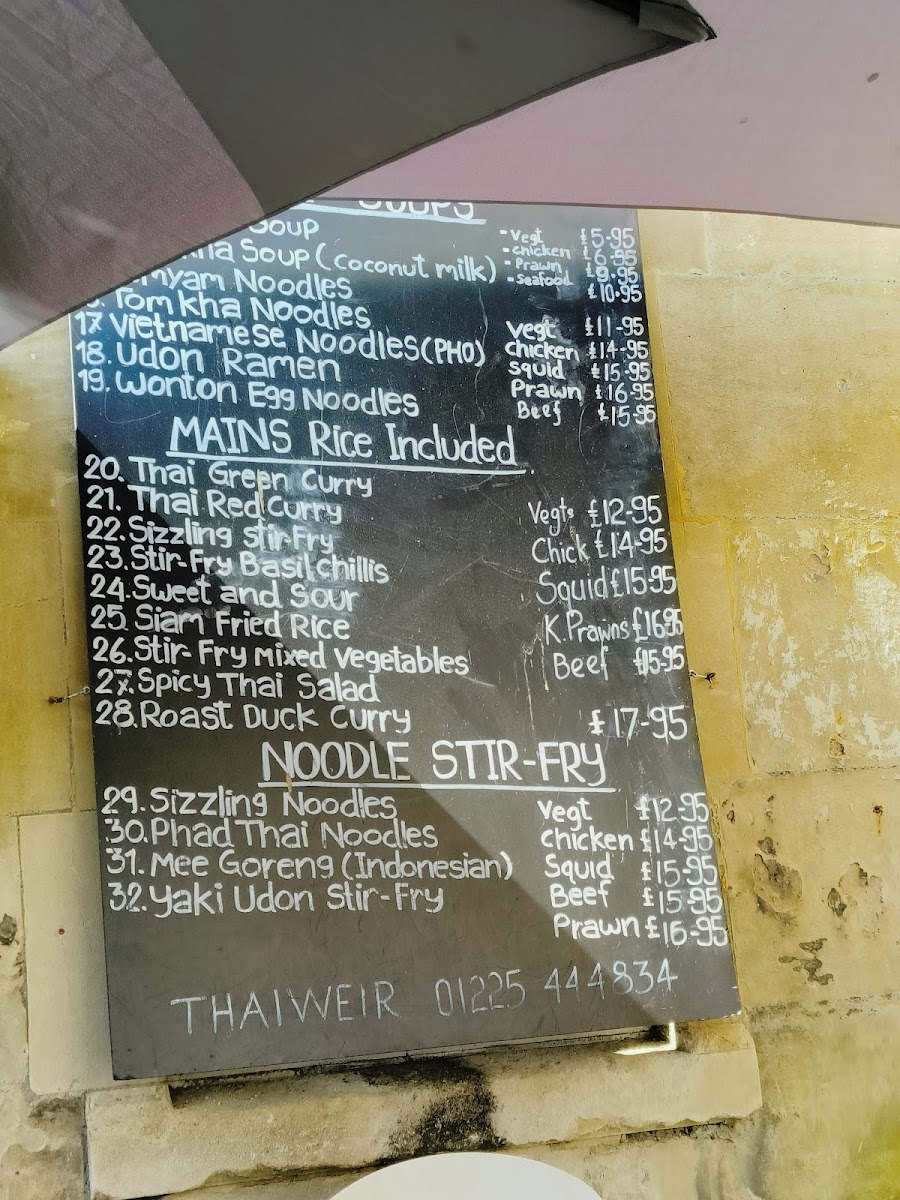 SOUPS
Soup
Soup (coconut milk)
- Vegt £5-95
- chicken £6-95
- Prawn £9-95
- Seafood £10-95
Noodles
Tom Kha Noodles
17. Vietnamese Noodles (PHO)
18. Udon Ramen
19. Wonton Egg Noodles
Vegt £11-95
chicken £14-95
squid £15-95
Prawn £16-95
Beef £15-95
MAINS Rice Included
20. Thai Green Curry
21. Thai Red Curry
22. Sizzling Stir-Fry
23. Stir-Fry Basil chillis
24. Sweet and Sour
25. Siam Fried Rice
26. Stir-Fry Mixed Vegetables
27. Spicy Thai Salad
28. Roast Duck Curry £17-95
Vegts £12-95
Chick £14-95
Squid £15-95
K.Prawns £16-95
Beef £15-95
NOODLE STIR-FRY
29. Sizzling Noodles
30. Phad Thai Noodles
31. Mee Goreng (Indonesian)
32. Yaki Udon Stir-Fry
Vegt £12-95
Chicken £14-95
Squid £15-95
Beef £15-95
Prawn £16-95
THAIWEIR 01225 444834